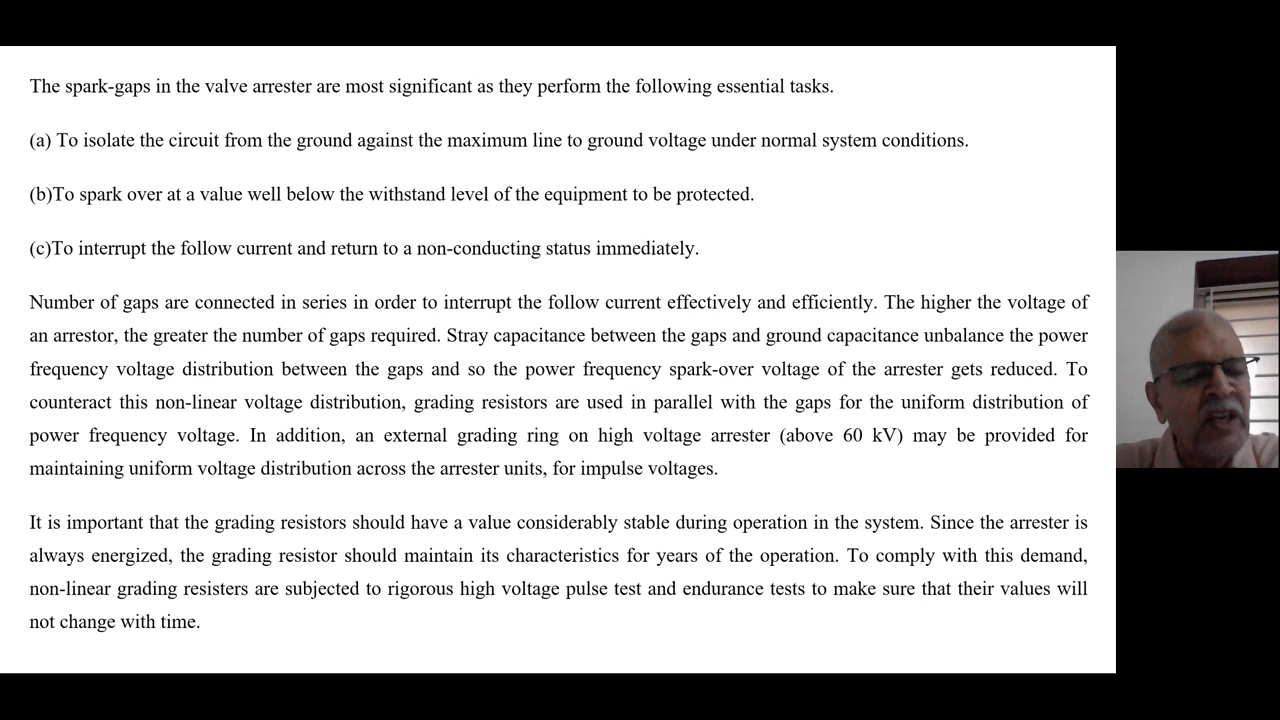 The spark-gaps in the valve arrester are most significant as they perform the following essential tasks.
(a) To isolate the circuit from the ground against the maximum line to ground voltage under normal system conditions.
(b)To spark over at a value well below the withstand level of the equipment to be protected.
(c)To interrupt the follow current and return to a non-conducting status immediately.
Number of gaps are connected in series in order to interrupt the follow current effectively and efficiently. The higher the voltage of
an arrestor, the greater the number of gaps required. Stray capacitance between the gaps and ground capacitance unbalance the power
frequency voltage distribution between the gaps and so the power frequency spark-over voltage of the arrester gets reduced. To
counteract this non-linear voltage distribution, grading resistors are used in parallel with the gaps for the uniform distribution of
power frequency voltage. In addition, an external grading ring on high voltage arrester (above 60 kV) may be provided for
maintaining uniform voltage distribution across the arrester units, for impulse voltages.
It is important that the grading resistors should have a value considerably stable during operation in the system. Since the arrester is
always energized, the grading resistor should maintain its characteristics for years of the operation. To comply with this demand,
non-linear grading resisters are subjected to rigorous high voltage pulse test and endurance tests to make sure that their values will
not change with time.